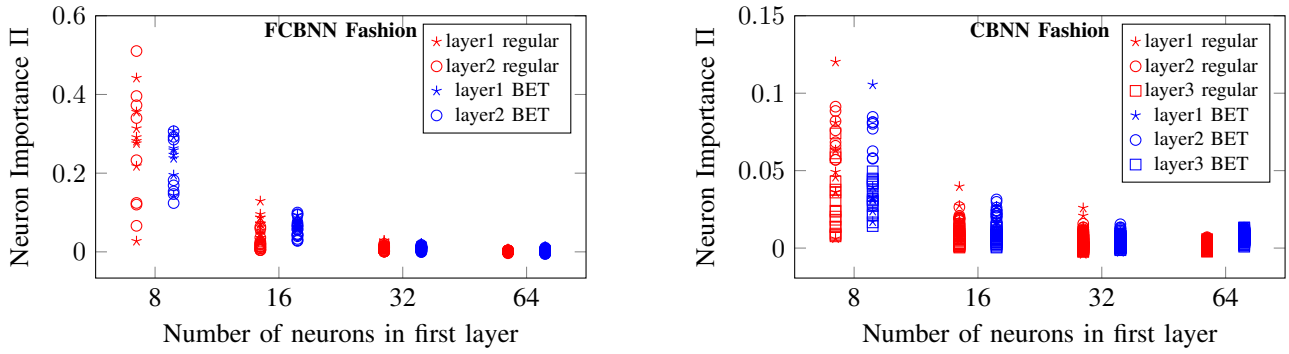 FCBNN Fashion
Neuron Importance Π
0.6
0.4
0.2
0
layer1 regular
layer2 regular
layer1 BET
layer2 BET
8 16 32 64
Number of neurons in first layer
CBNN Fashion
Neuron Importance Π
0.15
0.1
0.05
0
layer1 regular
layer2 regular
layer3 regular
layer1 BET
layer2 BET
layer3 BET
8 16 32 64
Number of neurons in first layer